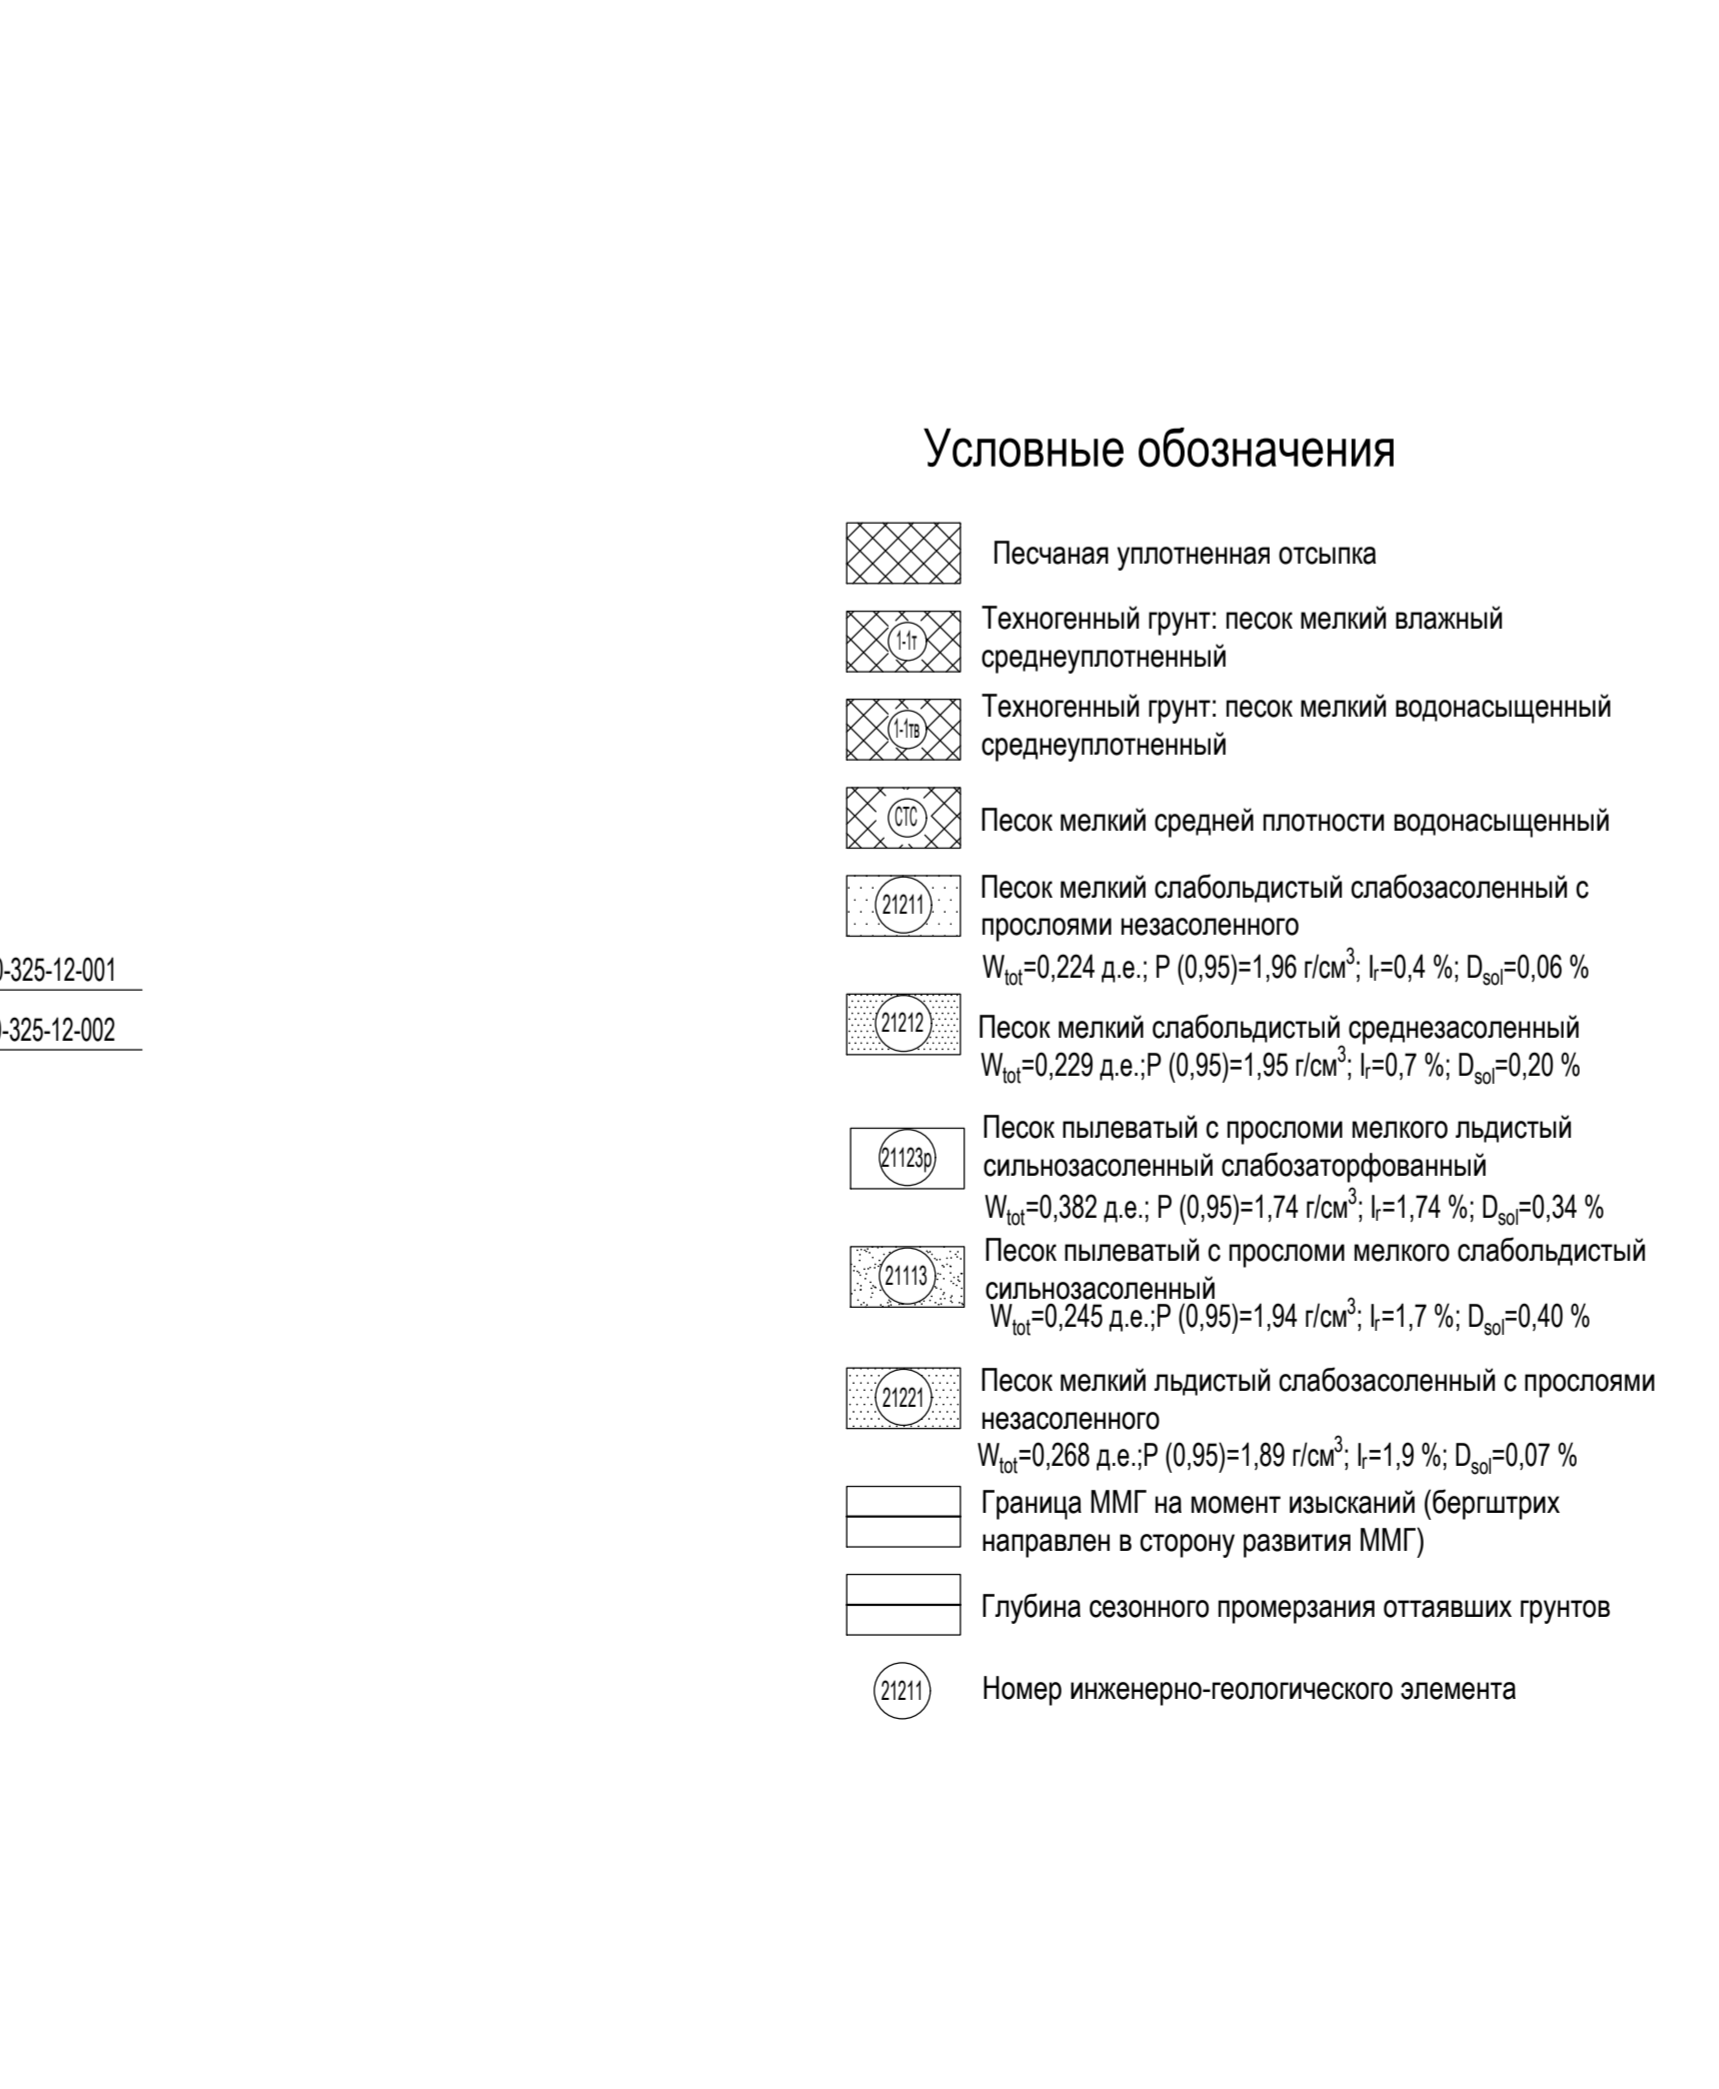 Условные обозначения
Песчаная уплотненная отсыпка
1-1т
Техногенный грунт: песок мелкий влажный
среднеуплотненный
1-1тв
Техногенный грунт: песок мелкий водонасыщенный
среднеуплотненный
СТС
Песок мелкий средней плотности водонасыщенный
21211
Песок мелкий слабольдистый слабозасоленный с
прослоями незасоленного
Wtot=0,224 д.е.; Р (0,95)=1,96 г/см³; Ir=0,4 %; Dsol=0,06 %
21212
Песок мелкий слабольдистый среднезасоленный
Wtot=0,229 д.е.;Р (0,95)=1,95 г/см³; Ir=0,7 %; Dsol=0,20 %
21123р
Песок пылеватый с просломи мелкого льдистый
сильнозасоленный слабозаторфованный
Wtot=0,382 д.е.; Р (0,95)=1,74 г/см³; Ir=1,74 %; Dsol=0,34 %
21113
Песок пылеватый с просломи мелкого слабольдистый
сильнозасоленный
Wtot=0,245 д.е.;Р (0,95)=1,94 г/см³; Ir=1,7 %; Dsol=0,40 %
21221
Песок мелкий льдистый слабозасоленный с прослоями
незасоленного
Wtot=0,268 д.е.;Р (0,95)=1,89 г/см³; Ir=1,9 %; Dsol=0,07 %
Граница ММГ на момент изысканий (бергштрих
направлен в сторону развития ММГ)
Глубина сезонного промерзания оттаявших грунтов
21211
Номер инженерно-геологического элемента
0-325-12-001
0-325-12-002